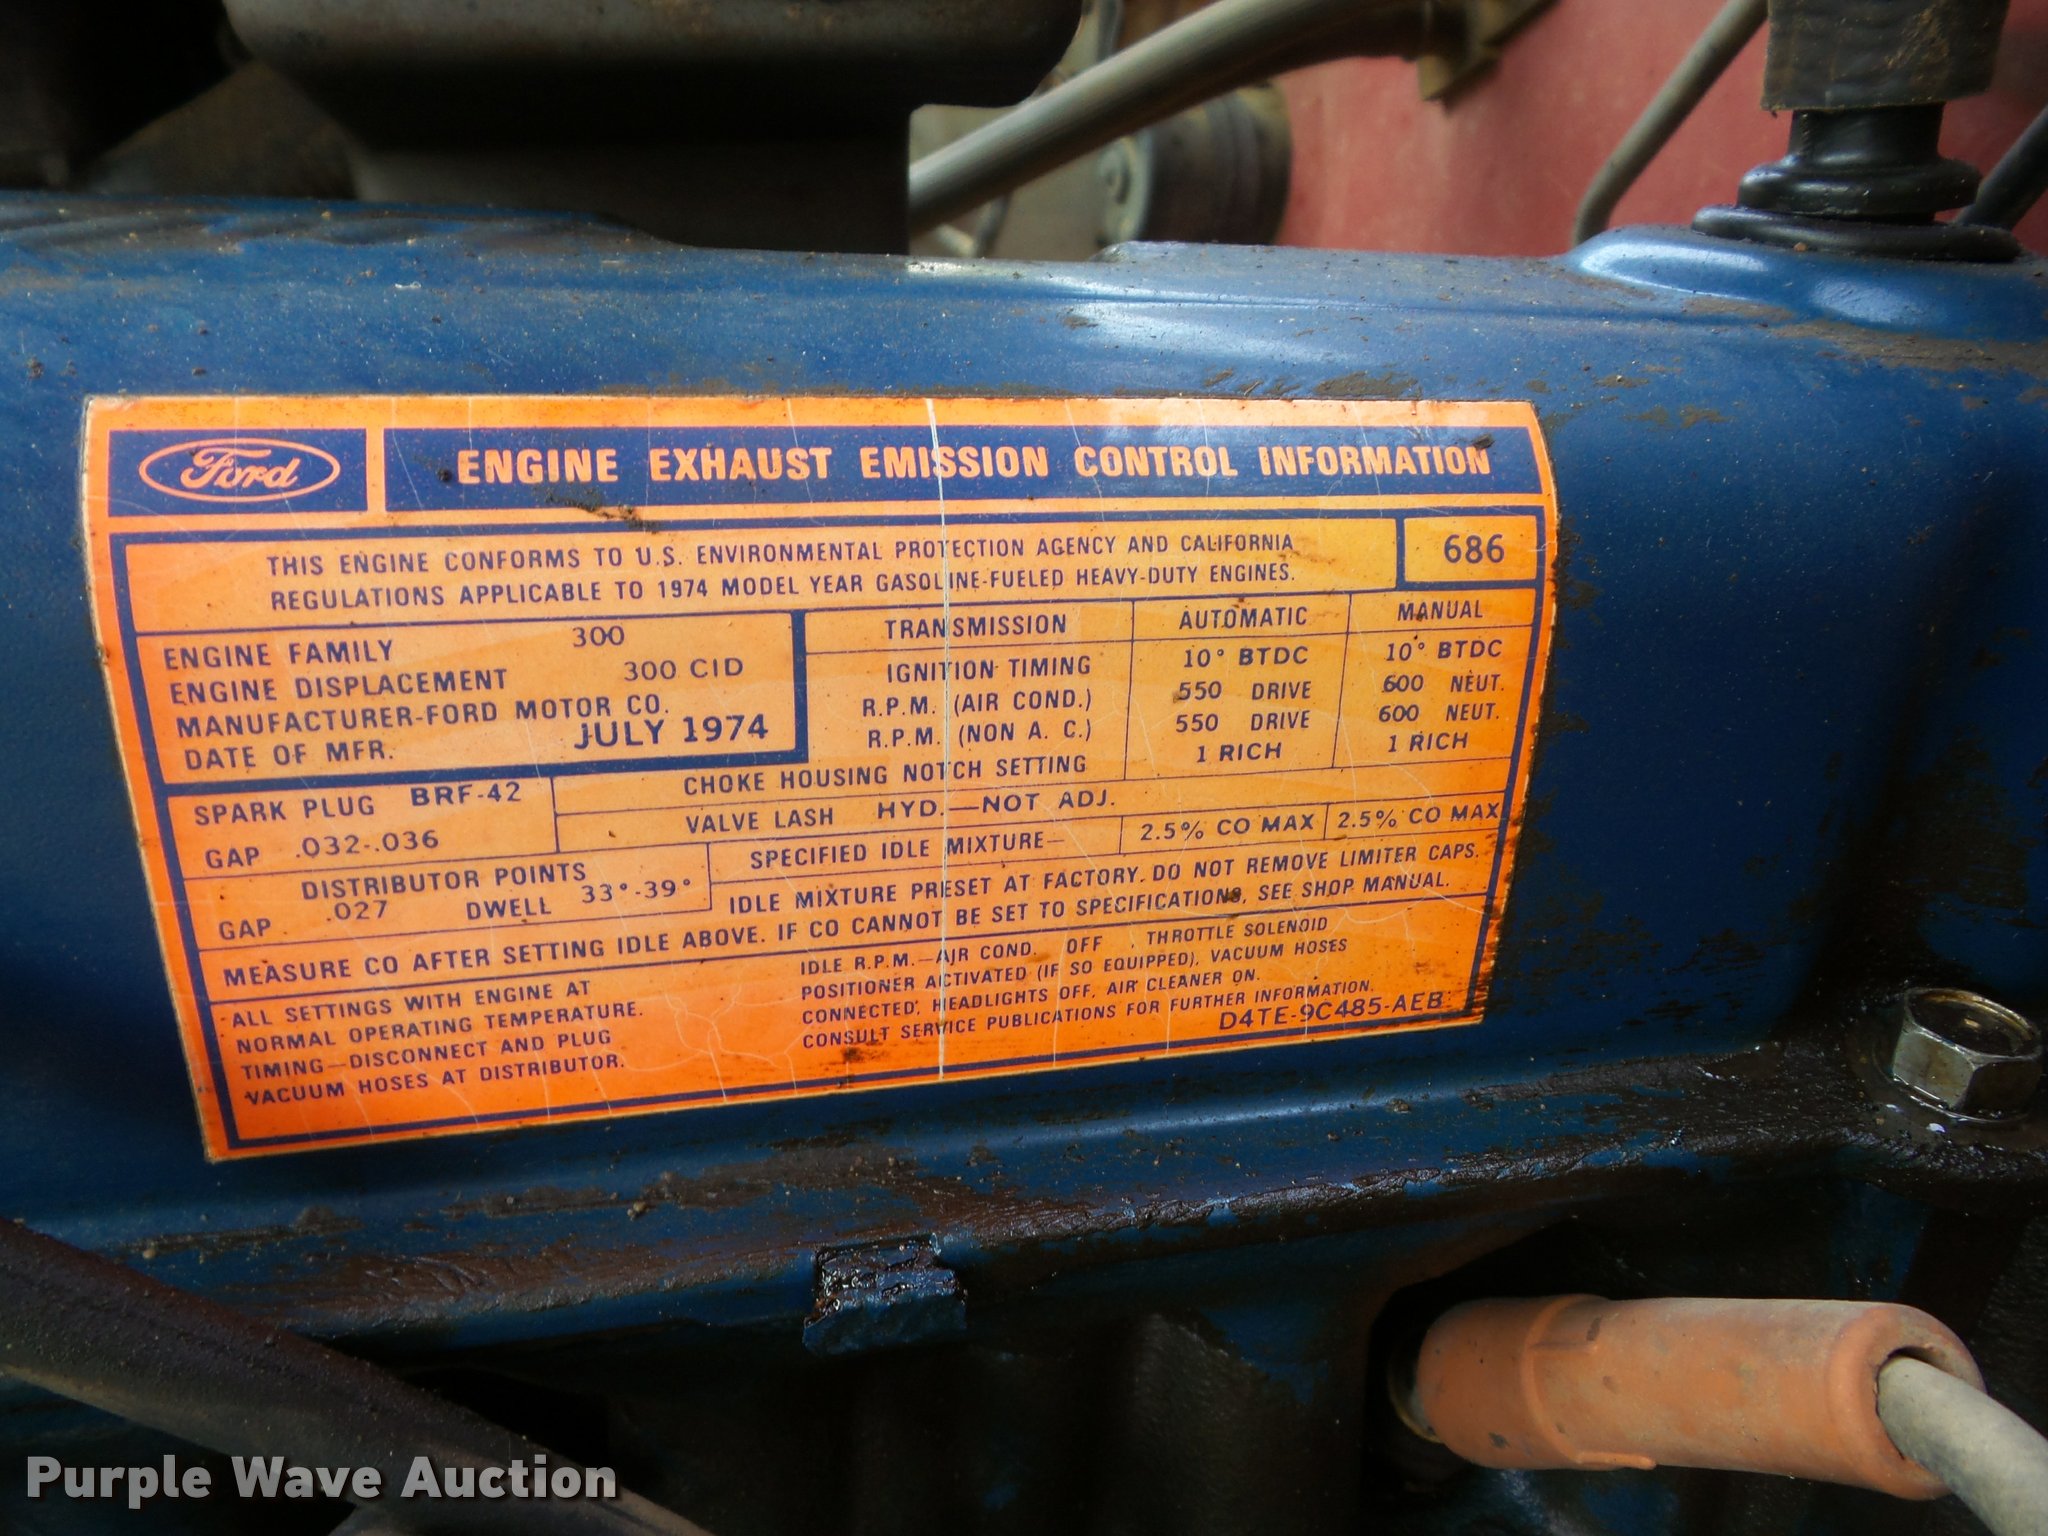 Ford ENGINE EXHAUST EMISSION CONTROL INFORMATION
THIS ENGINE CONFORMS TO U.S. ENVIRONMENTAL PROTECTION AGENCY AND CALIFORNIA
REGULATIONS APPLICABLE TO 1974 MODEL YEAR GASOLINE-FUELED HEAVY-DUTY ENGINES.
686
ENGINE FAMILY 300
ENGINE DISPLACEMENT 300 CID
MANUFACTURER-FORD MOTOR CO.
DATE OF MFR. JULY 1974
TRANSMISSION AUTOMATIC MANUAL
IGNITION TIMING 10° BTDC 10° BTDC
R.P.M. (AIR COND.) 550 DRIVE 600 NEUT.
R.P.M. (NON A. C.) 550 DRIVE 600 NEUT.
CHOKE HOUSING NOTCH SETTING 1 RICH 1 RICH
SPARK PLUG BRF-42
GAP .032-.036
VALVE LASH HYD.—NOT ADJ.
SPECIFIED IDLE MIXTURE— 2.5% CO MAX 2.5% CO MAX
DISTRIBUTOR POINTS
GAP .027 DWELL 33°-39°
IDLE MIXTURE PRESET AT FACTORY. DO NOT REMOVE LIMITER CAPS.
MEASURE CO AFTER SETTING IDLE ABOVE. IF CO CANNOT BE SET TO SPECIFICATIONS, SEE SHOP MANUAL.
ALL SETTINGS WITH ENGINE AT
NORMAL OPERATING TEMPERATURE.
TIMING—DISCONNECT AND PLUG
VACUUM HOSES AT DISTRIBUTOR.
IDLE R.P.M.—AIR COND. OFF , THROTTLE SOLENOID
POSITIONER ACTIVATED (IF SO EQUIPPED), VACUUM HOSES
CONNECTED, HEADLIGHTS OFF, AIR CLEANER ON.
CONSULT SERVICE PUBLICATIONS FOR FURTHER INFORMATION.
D4TE-9C485-AEB
Purple Wave Auction